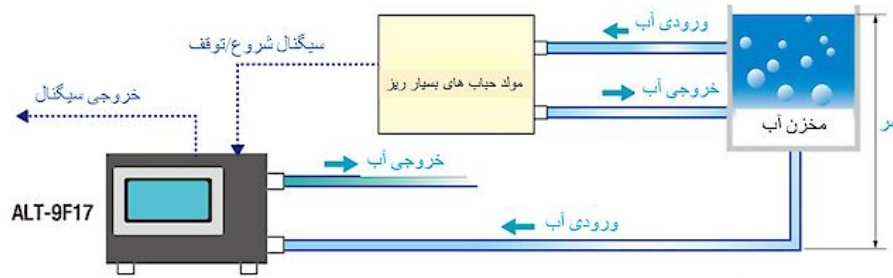 ورودی آب
سیگنال شروع/توقف
مولد حباب های بسیار ریز
خروجی آب
خروجی سیگنال
مخزن آب
خروجی آب
ALT-9F17
ورودی آب